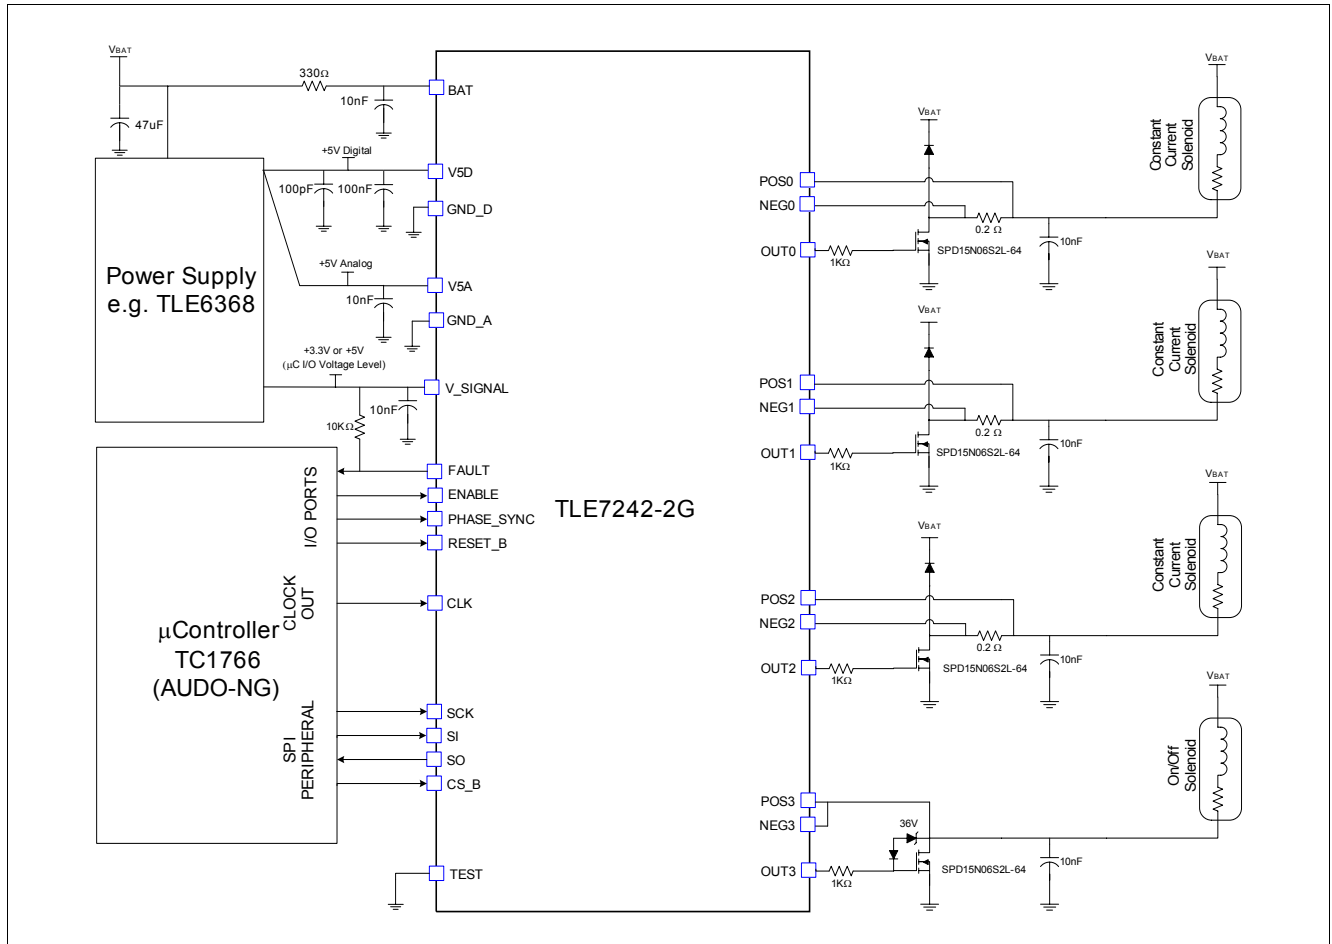 VBAT
330Ω
10nF
BAT
47uF
+5V Digital
V5D
100pF
100nF
GND_D
Power Supply
e.g. TLE6368
+5V Analog
V5A
10nF
GND_A
+3.3V or +5V
(µC I/O Voltage Level)
V_SIGNAL
10nF
10KΩ
FAULT
ENABLE
PHASE_SYNC
RESET_B
I/O PORTS
CLOCK
OUT
CLK
µController
TC1766
(AUDO-NG)
SPI
PERIPHERAL
SCK
SI
SO
CS_B
TEST
TLE7242-2G
POS0
NEG0
OUT0
1KΩ
VBAT
0.2 Ω
SPD15N06S2L-64
10nF
VBAT
Constant
Current
Solenoid
POS1
NEG1
OUT1
1KΩ
VBAT
0.2 Ω
SPD15N06S2L-64
10nF
VBAT
Constant
Current
Solenoid
POS2
NEG2
OUT2
1KΩ
VBAT
0.2 Ω
SPD15N06S2L-64
10nF
VBAT
Constant
Current
Solenoid
POS3
NEG3
OUT3
1KΩ
36V
SPD15N06S2L-64
10nF
VBAT
On/Off
Solenoid